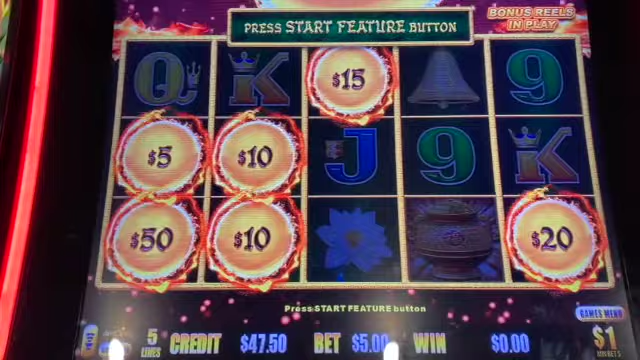 PRESS START FEATURE BUTTON
BONUS REELS
IN PLAY
Q K $15 9
$5 $10 J 9 K
$50 $10 $20
Press START FEATURE button
5
LINES
CREDIT $47.50 BET $5.00 WIN $0.00
GAMES MENU
$1